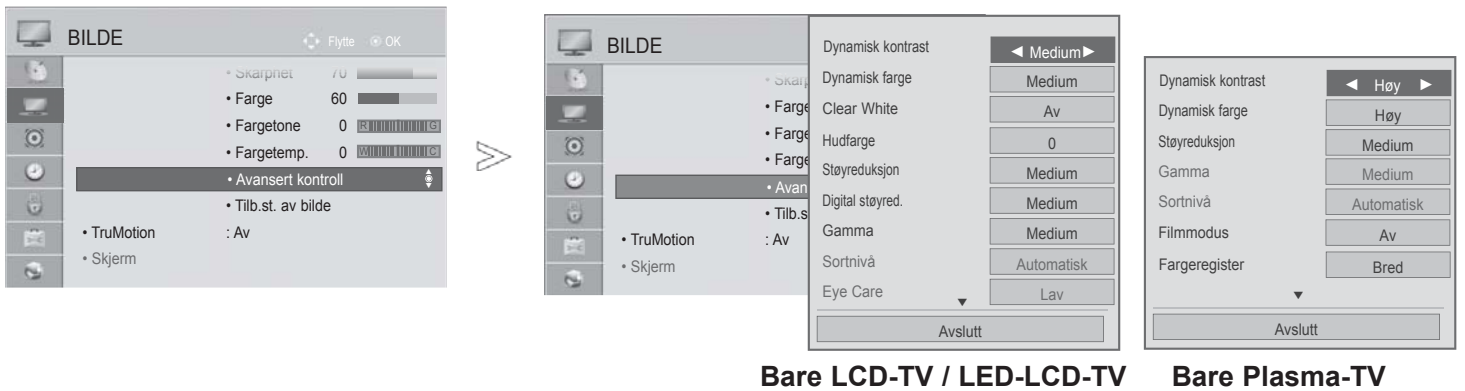 BILDE
Flytte
OK
• Skarphet 70
• Farge 60
• Fargetone 0 R G
• Fargetemp. 0 W C
• Avansert kontroll
• Tilb.st. av bilde
• TruMotion : Av
• Skjerm
BILDE
• Skarp
• Farge
• Farge
• Farge
• Avan
• Tilb.s
• TruMotion : Av
• Skjerm
Dynamisk kontrast ◄ Medium►
Dynamisk farge Medium
Clear White Av
Hudfarge 0
Støyreduksjon Medium
Digital støyred. Medium
Gamma Medium
Sortnivå Automatisk
Eye Care Lav
▼
Avslutt
Dynamisk kontrast ◄ Høy ►
Dynamisk farge Høy
Støyreduksjon Medium
Gamma Medium
Sortnivå Automatisk
Filmmodus Av
Fargeregister Bred
▼
Avslutt
Bare LCD-TV / LED-LCD-TV
Bare Plasma-TV